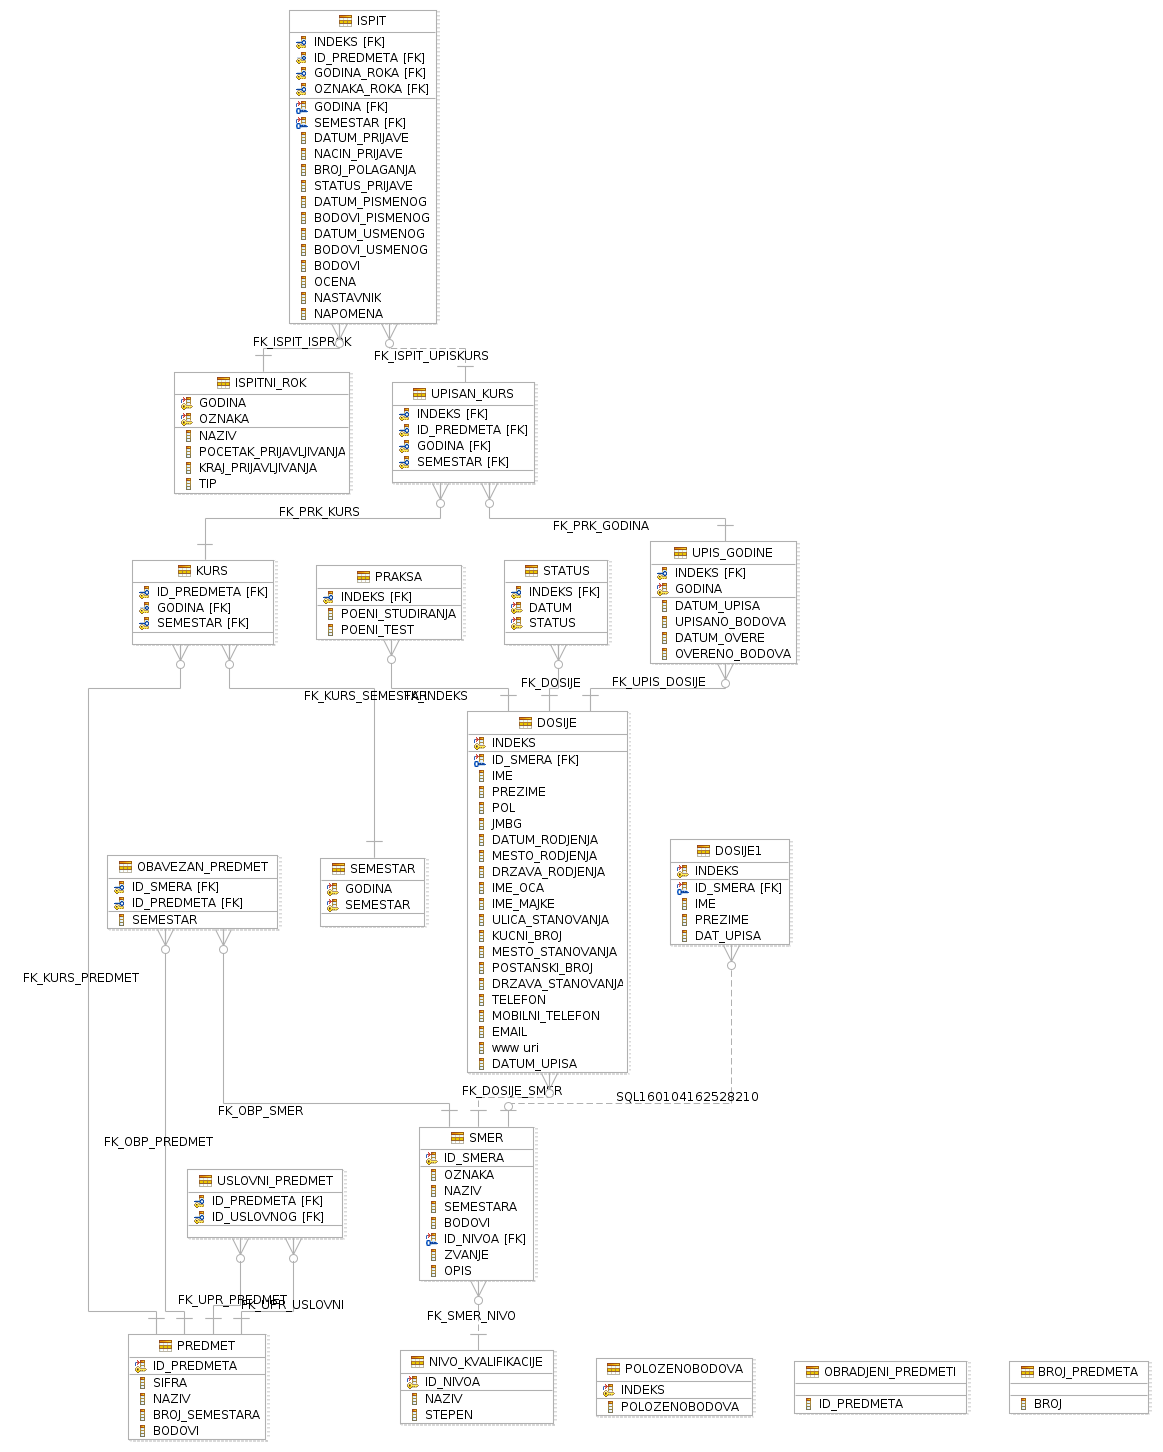 ISPIT
INDEKS [FK]
ID_PREDMETA [FK]
GODINA_ROKA [FK]
OZNAKA_ROKA [FK]
GODINA [FK]
SEMESTAR [FK]
DATUM_PRIJAVE
NACIN_PRIJAVE
BROJ_POLAGANJA
STATUS_PRIJAVE
DATUM_PISMENOG
BODOVI_PISMENOG
DATUM_USMENOG
BODOVI_USMENOG
BODOVI
OCENA
NASTAVNIK
NAPOMENA
FK_ISPIT_ISPROK
FK_ISPIT_UPISKURS
ISPITNI_ROK
GODINA
OZNAKA
NAZIV
POCETAK_PRIJAVLJIVANJA
KRAJ_PRIJAVLJIVANJA
TIP
UPISAN_KURS
INDEKS [FK]
ID_PREDMETA [FK]
GODINA [FK]
SEMESTAR [FK]
FK_PRK_KURS
FK_PRK_GODINA
KURS
ID_PREDMETA [FK]
GODINA [FK]
SEMESTAR [FK]
PRAKSA
INDEKS [FK]
POENI_STUDIRANJA
POENI_TEST
STATUS
INDEKS [FK]
DATUM
STATUS
UPIS_GODINE
INDEKS [FK]
GODINA
DATUM_UPISA
UPISANO_BODOVA
DATUM_OVERE
OVERENO_BODOVA
FK_KURS_SEMESTAR
FK_INDEKS
FK_DOSIJE
FK_UPIS_DOSIJE
DOSIJE
INDEKS
ID_SMERA [FK]
IME
PREZIME
POL
JMBG
DATUM_RODJENJA
MESTO_RODJENJA
DRZAVA_RODJENJA
IME_OCA
IME_MAJKE
ULICA_STANOVANJA
KUCNI_BROJ
MESTO_STANOVANJA
POSTANSKI_BROJ
DRZAVA_STANOVANJA
TELEFON
MOBILNI_TELEFON
EMAIL
www uri
DATUM_UPISA
DOSIJE1
INDEKS
ID_SMERA [FK]
IME
PREZIME
DAT_UPISA
OBAVEZAN_PREDMET
ID_SMERA [FK]
ID_PREDMETA [FK]
SEMESTAR
SEMESTAR
GODINA
SEMESTAR
FK_KURS_PREDMET
FK_DOSIJE_SMER
SQL160104162528210
FK_OBP_SMER
FK_OBP_PREDMET
SMER
ID_SMERA
OZNAKA
NAZIV
SEMESTARA
BODOVI
ID_NIVOA [FK]
ZVANJE
OPIS
USLOVNI_PREDMET
ID_PREDMETA [FK]
ID_USLOVNOG [FK]
FK_UPR_PREDMET
FK_UPR_USLOVNI
FK_SMER_NIVO
PREDMET
ID_PREDMETA
SIFRA
NAZIV
BROJ_SEMESTARA
BODOVI
NIVO_KVALIFIKACIJE
ID_NIVOA
NAZIV
STEPEN
POLOZENOBODOVA
INDEKS
POLOZENOBODOVA
OBRADJENI_PREDMETI
ID_PREDMETA
BROJ_PREDMETA
BROJ